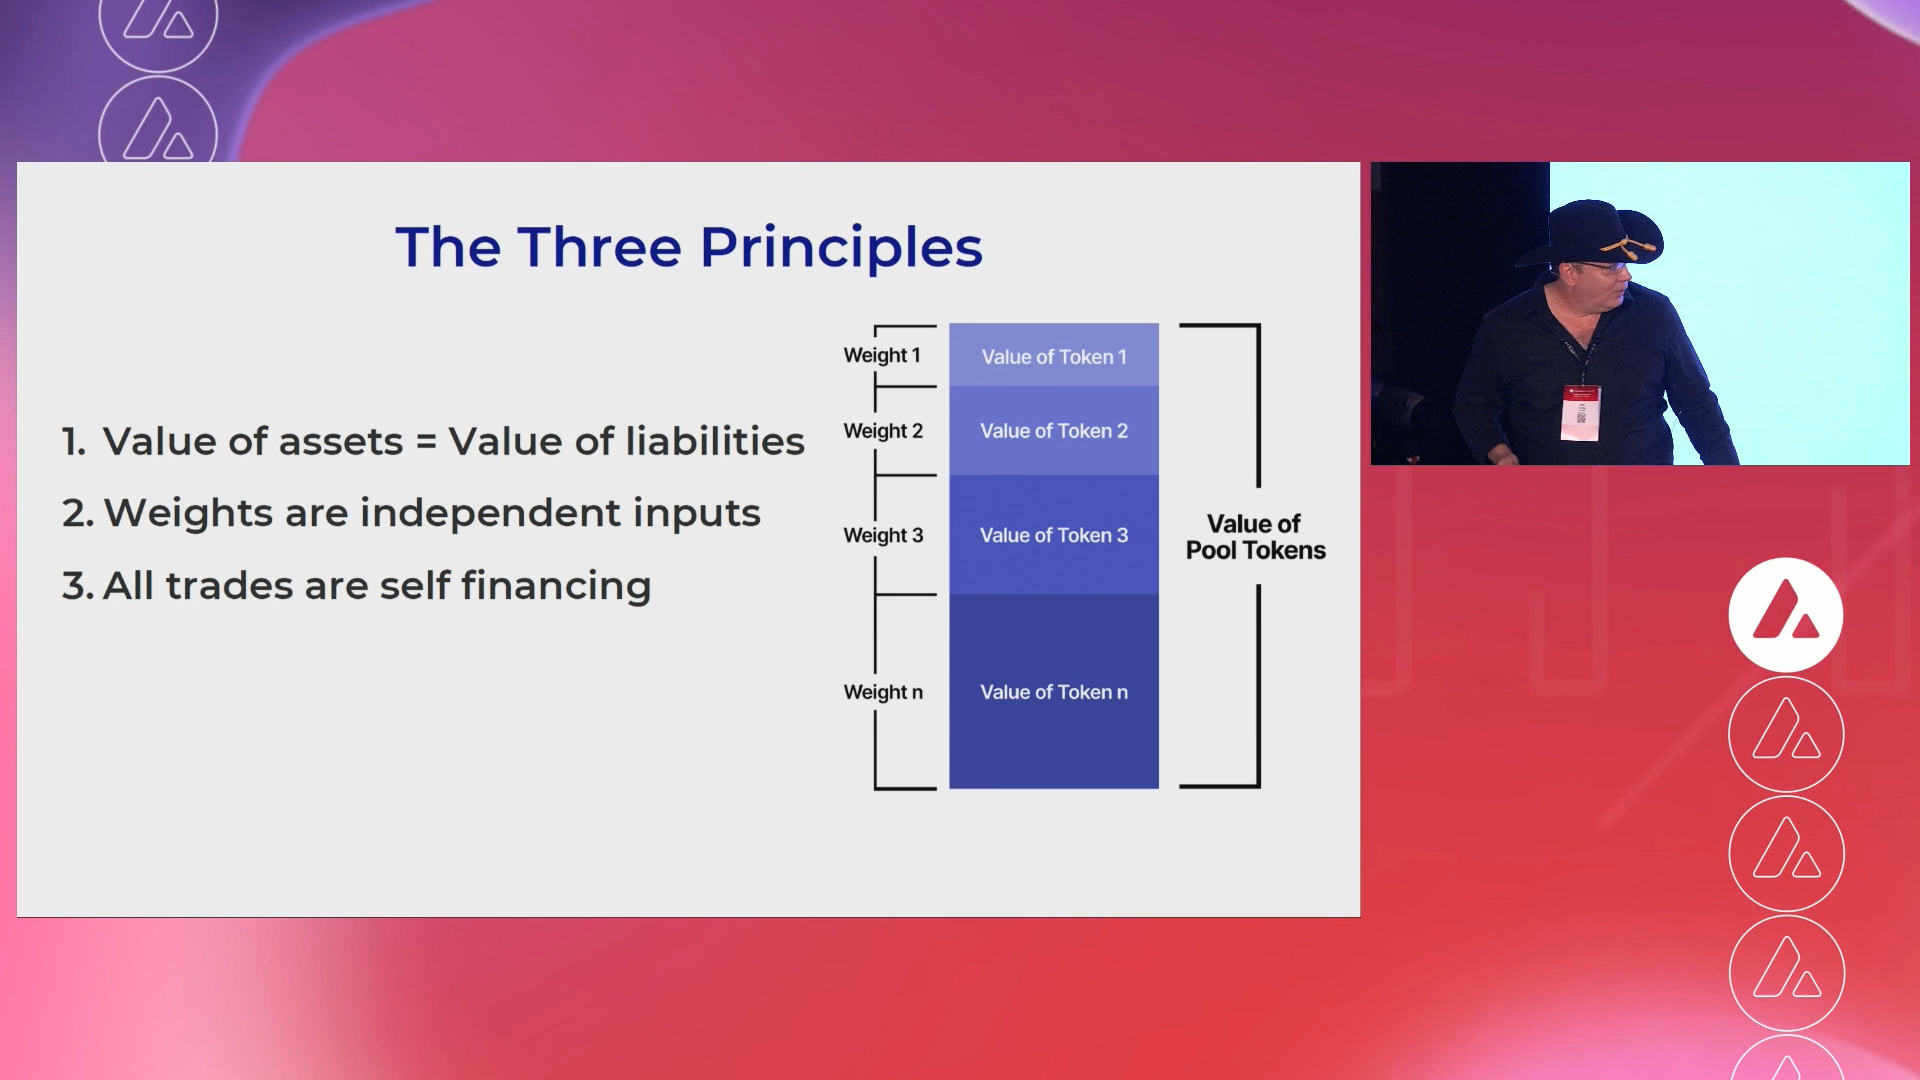 The Three Principles
1. Value of assets = Value of liabilities
2. Weights are independent inputs
3. All trades are self financing
Weight 1
Value of Token 1
Weight 2
Value of Token 2
Weight 3
Value of Token 3
Weight n
Value of Token n
Value of
Pool Tokens